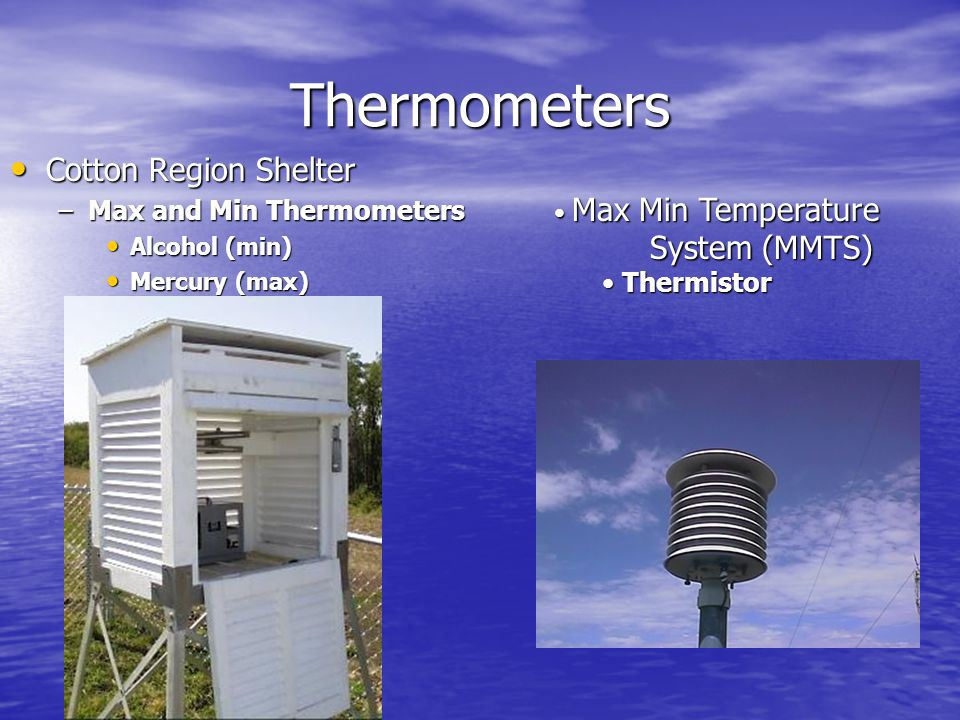 Thermometers
• Cotton Region Shelter
– Max and Min Thermometers
• Alcohol (min)
• Mercury (max)
• Max Min Temperature
System (MMTS)
• Thermistor